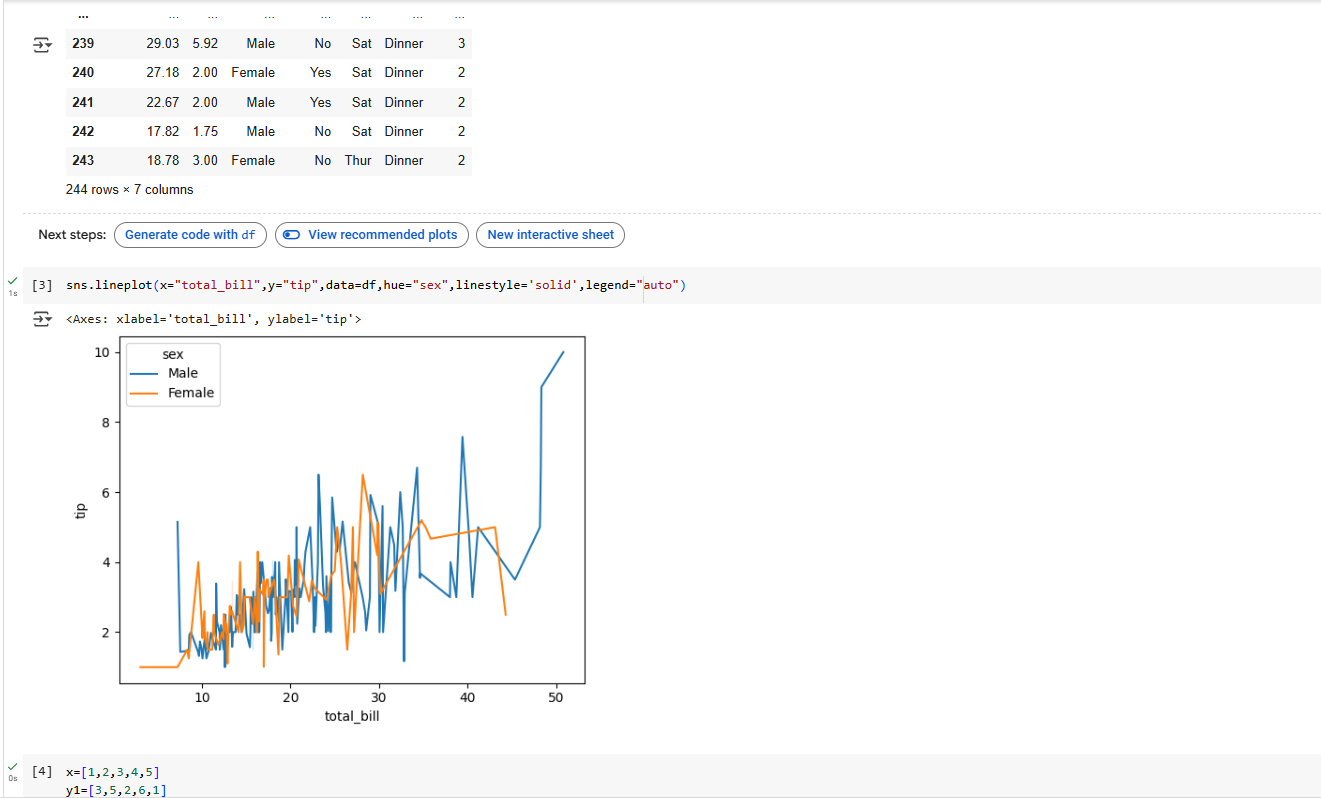 ... ... ... ... ... ... ... ...
239 29.03 5.92 Male No Sat Dinner 3
240 27.18 2.00 Female Yes Sat Dinner 2
241 22.67 2.00 Male Yes Sat Dinner 2
242 17.82 1.75 Male No Sat Dinner 2
243 18.78 3.00 Female No Thur Dinner 2
244 rows × 7 columns
Next steps: Generate code with df View recommended plots New interactive sheet
[3] sns.lineplot(x="total_bill",y="tip",data=df,hue="sex",linestyle='solid',legend="auto")
1s
<Axes: xlabel='total_bill', ylabel='tip'>
sex
Male
Female
10
8
6
4
2
tip
10 20 30 40 50
total_bill
[4] x=[1,2,3,4,5]
0s
y1=[3,5,2,6,1]